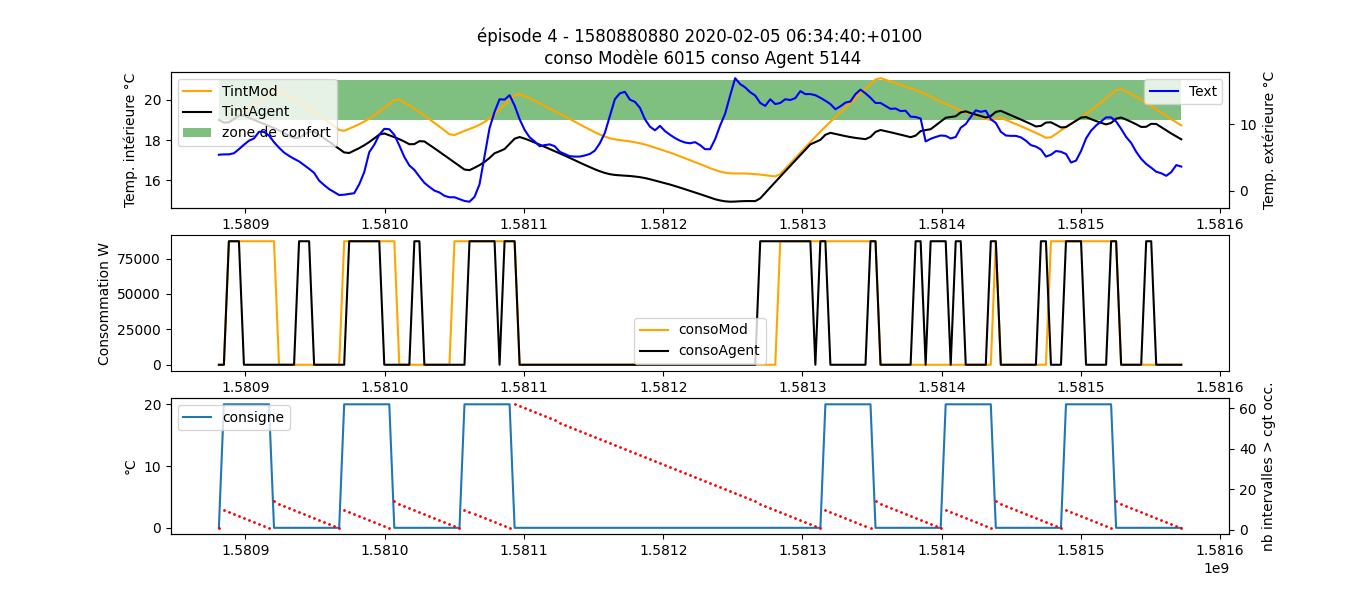 épisode 4 - 1580880880 2020-02-05 06:34:40:+0100
conso Modèle 6015 conso Agent 5144
Temp. intérieure °C
20
18
16
TintMod
TintAgent
zone de confort
Text
10
0
Temp. extérieure °C
1.5809 1.5810 1.5811 1.5812 1.5813 1.5814 1.5815 1.5816
Consommation W
75000
50000
25000
0
consoMod
consoAgent
1.5809 1.5810 1.5811 1.5812 1.5813 1.5814 1.5815 1.5816
°C
20
10
0
consigne
60
40
20
0
nb intervalles > cgt occ.
1.5809 1.5810 1.5811 1.5812 1.5813 1.5814 1.5815 1.5816
1e9